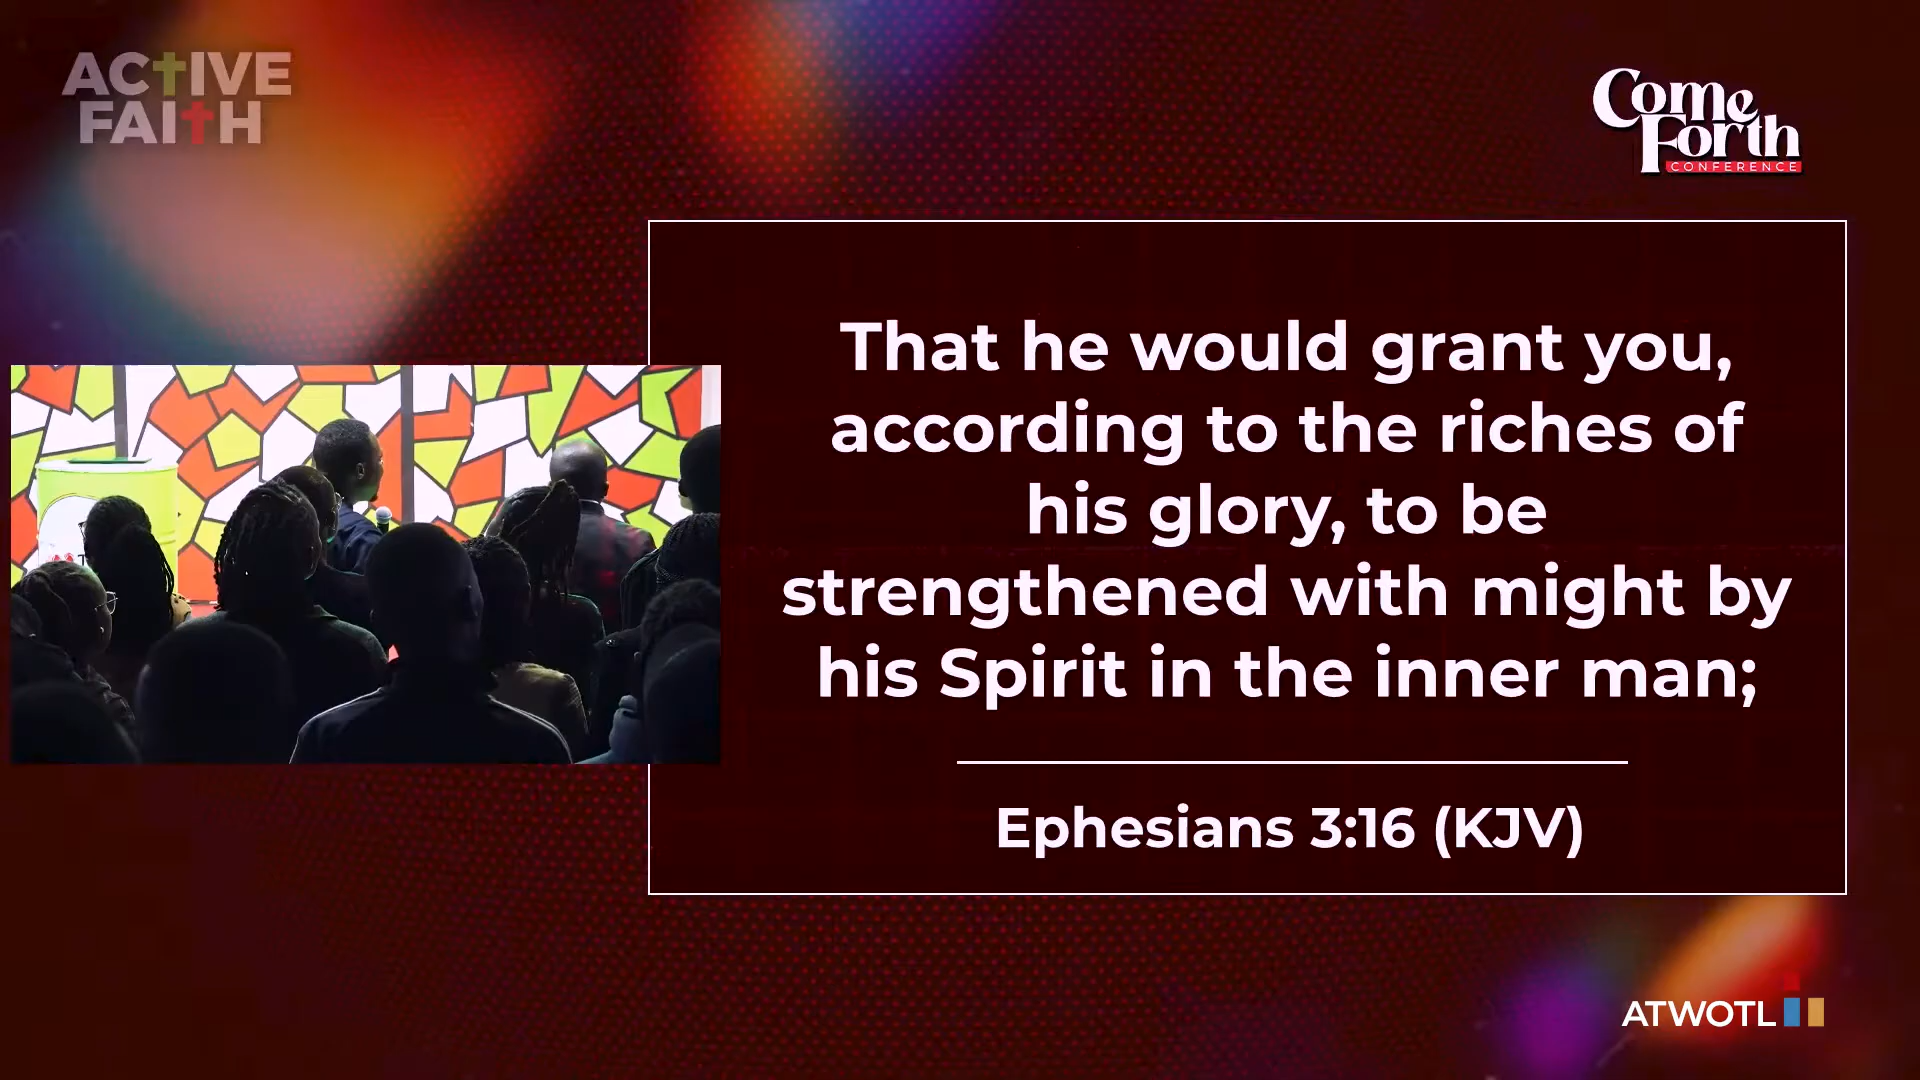 ACTIVE
FAITH
Come
Forth
CONFERENCE
That he would grant you,
according to the riches of
his glory, to be
strengthened with might by
his Spirit in the inner man;
Ephesians 3:16 (KJV)
ATWOTL